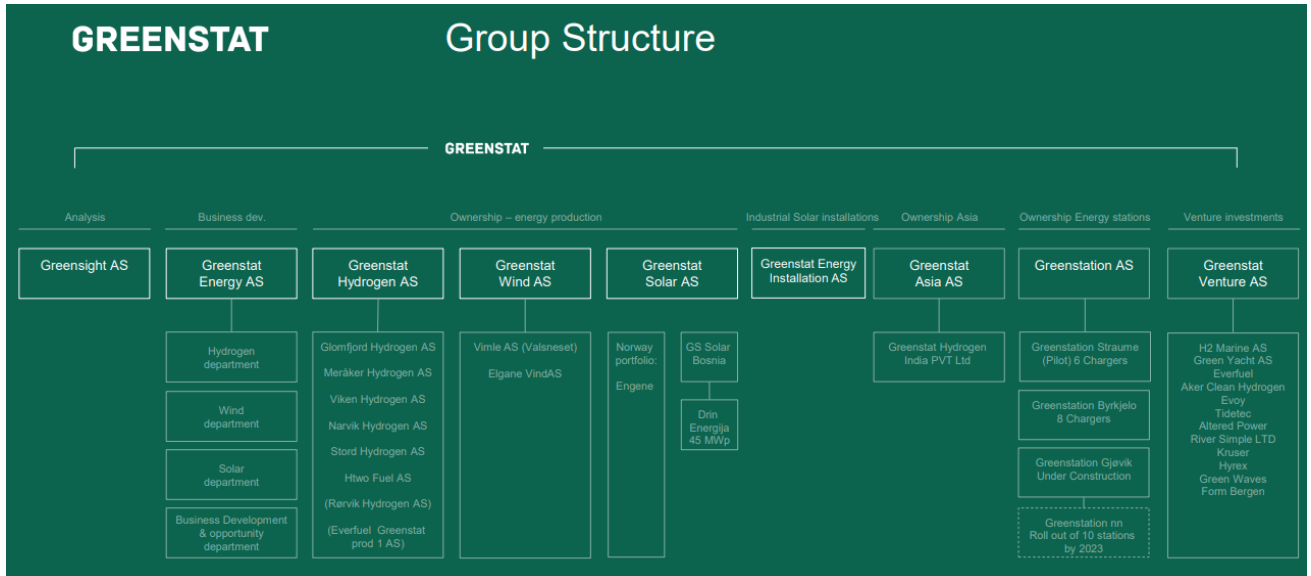 GREENSTAT
Group Structure
GREENSTAT
Analysis
Business dev.
Ownership – energy production
Industrial Solar installations
Ownership Asia
Ownership Energy stations
Venture investments
Greensight AS
Greenstat
Energy AS
Greenstat
Hydrogen AS
Greenstat
Wind AS
Greenstat
Solar AS
Greenstat Energy
Installation AS
Greenstat
Asia AS
Greenstation AS
Greenstat
Venture AS
Hydrogen
department
Wind
department
Solar
department
Business Development
& opportunity
department
Glomfjord Hydrogen AS
Meråker Hydrogen AS
Viken Hydrogen AS
Narvik Hydrogen AS
Stord Hydrogen AS
Htwo Fuel AS
(Rørvik Hydrogen AS)
(Everfuel Greenstat
prod 1 AS)
Vimle AS (Valsneset)
Elgane VindAS
Norway
portfolio:
Engene
GS Solar
Bosnia
Drin
Energija
45 MWp
Greenstat Hydrogen
India PVT Ltd
Greenstation Straume
(Pilot) 6 Chargers
Greenstation Byrkjelo
8 Chargers
Greenstation Gjøvik
Under Construction
Greenstation nn
Roll out of 10 stations
by 2023
H2 Marine AS
Green Yacht AS
Everfuel
Aker Clean Hydrogen
Evoy
Tidetec
Altered Power
River Simple LTD
Kruser
Hyrex
Green Waves
Form Bergen